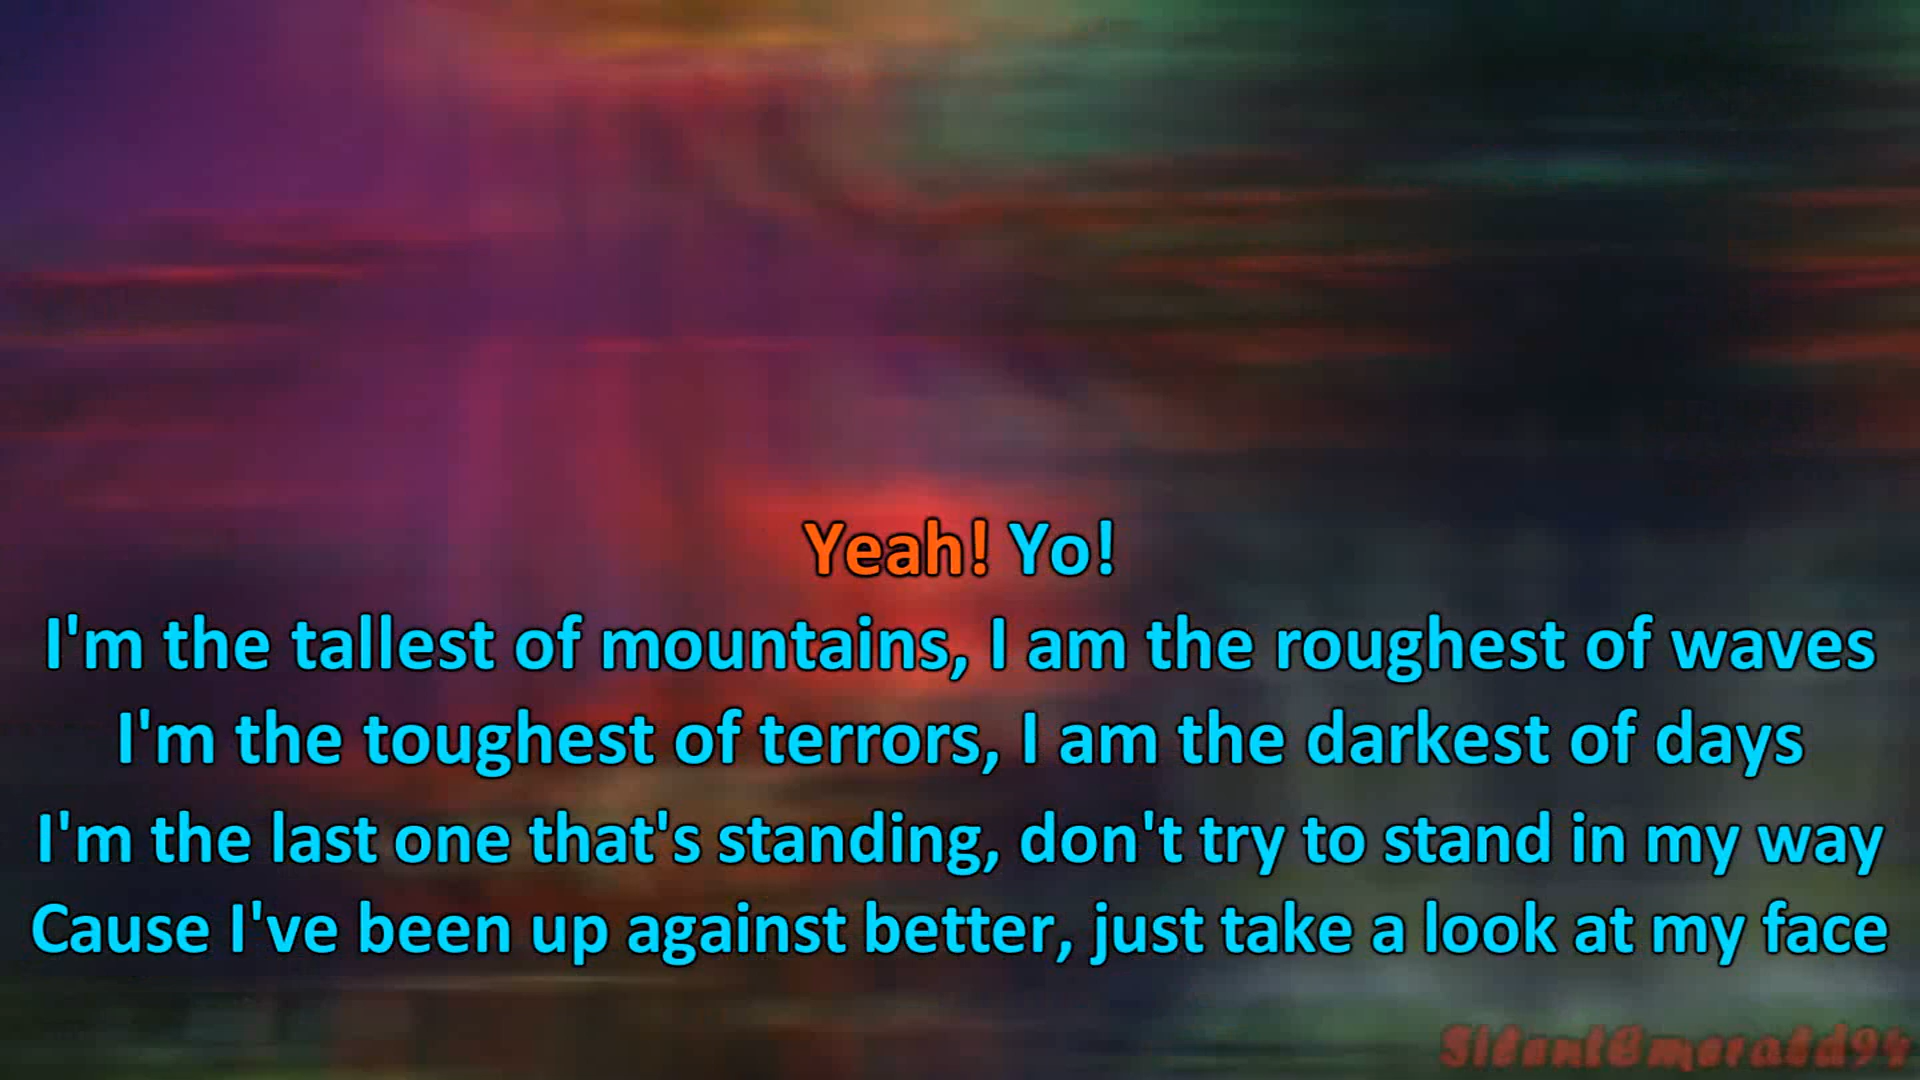 Yeah! Yo!
I'm the tallest of mountains, I am the roughest of waves
I'm the toughest of terrors, I am the darkest of days
I'm the last one that's standing, don't try to stand in my way
Cause I've been up against better, just take a look at my face